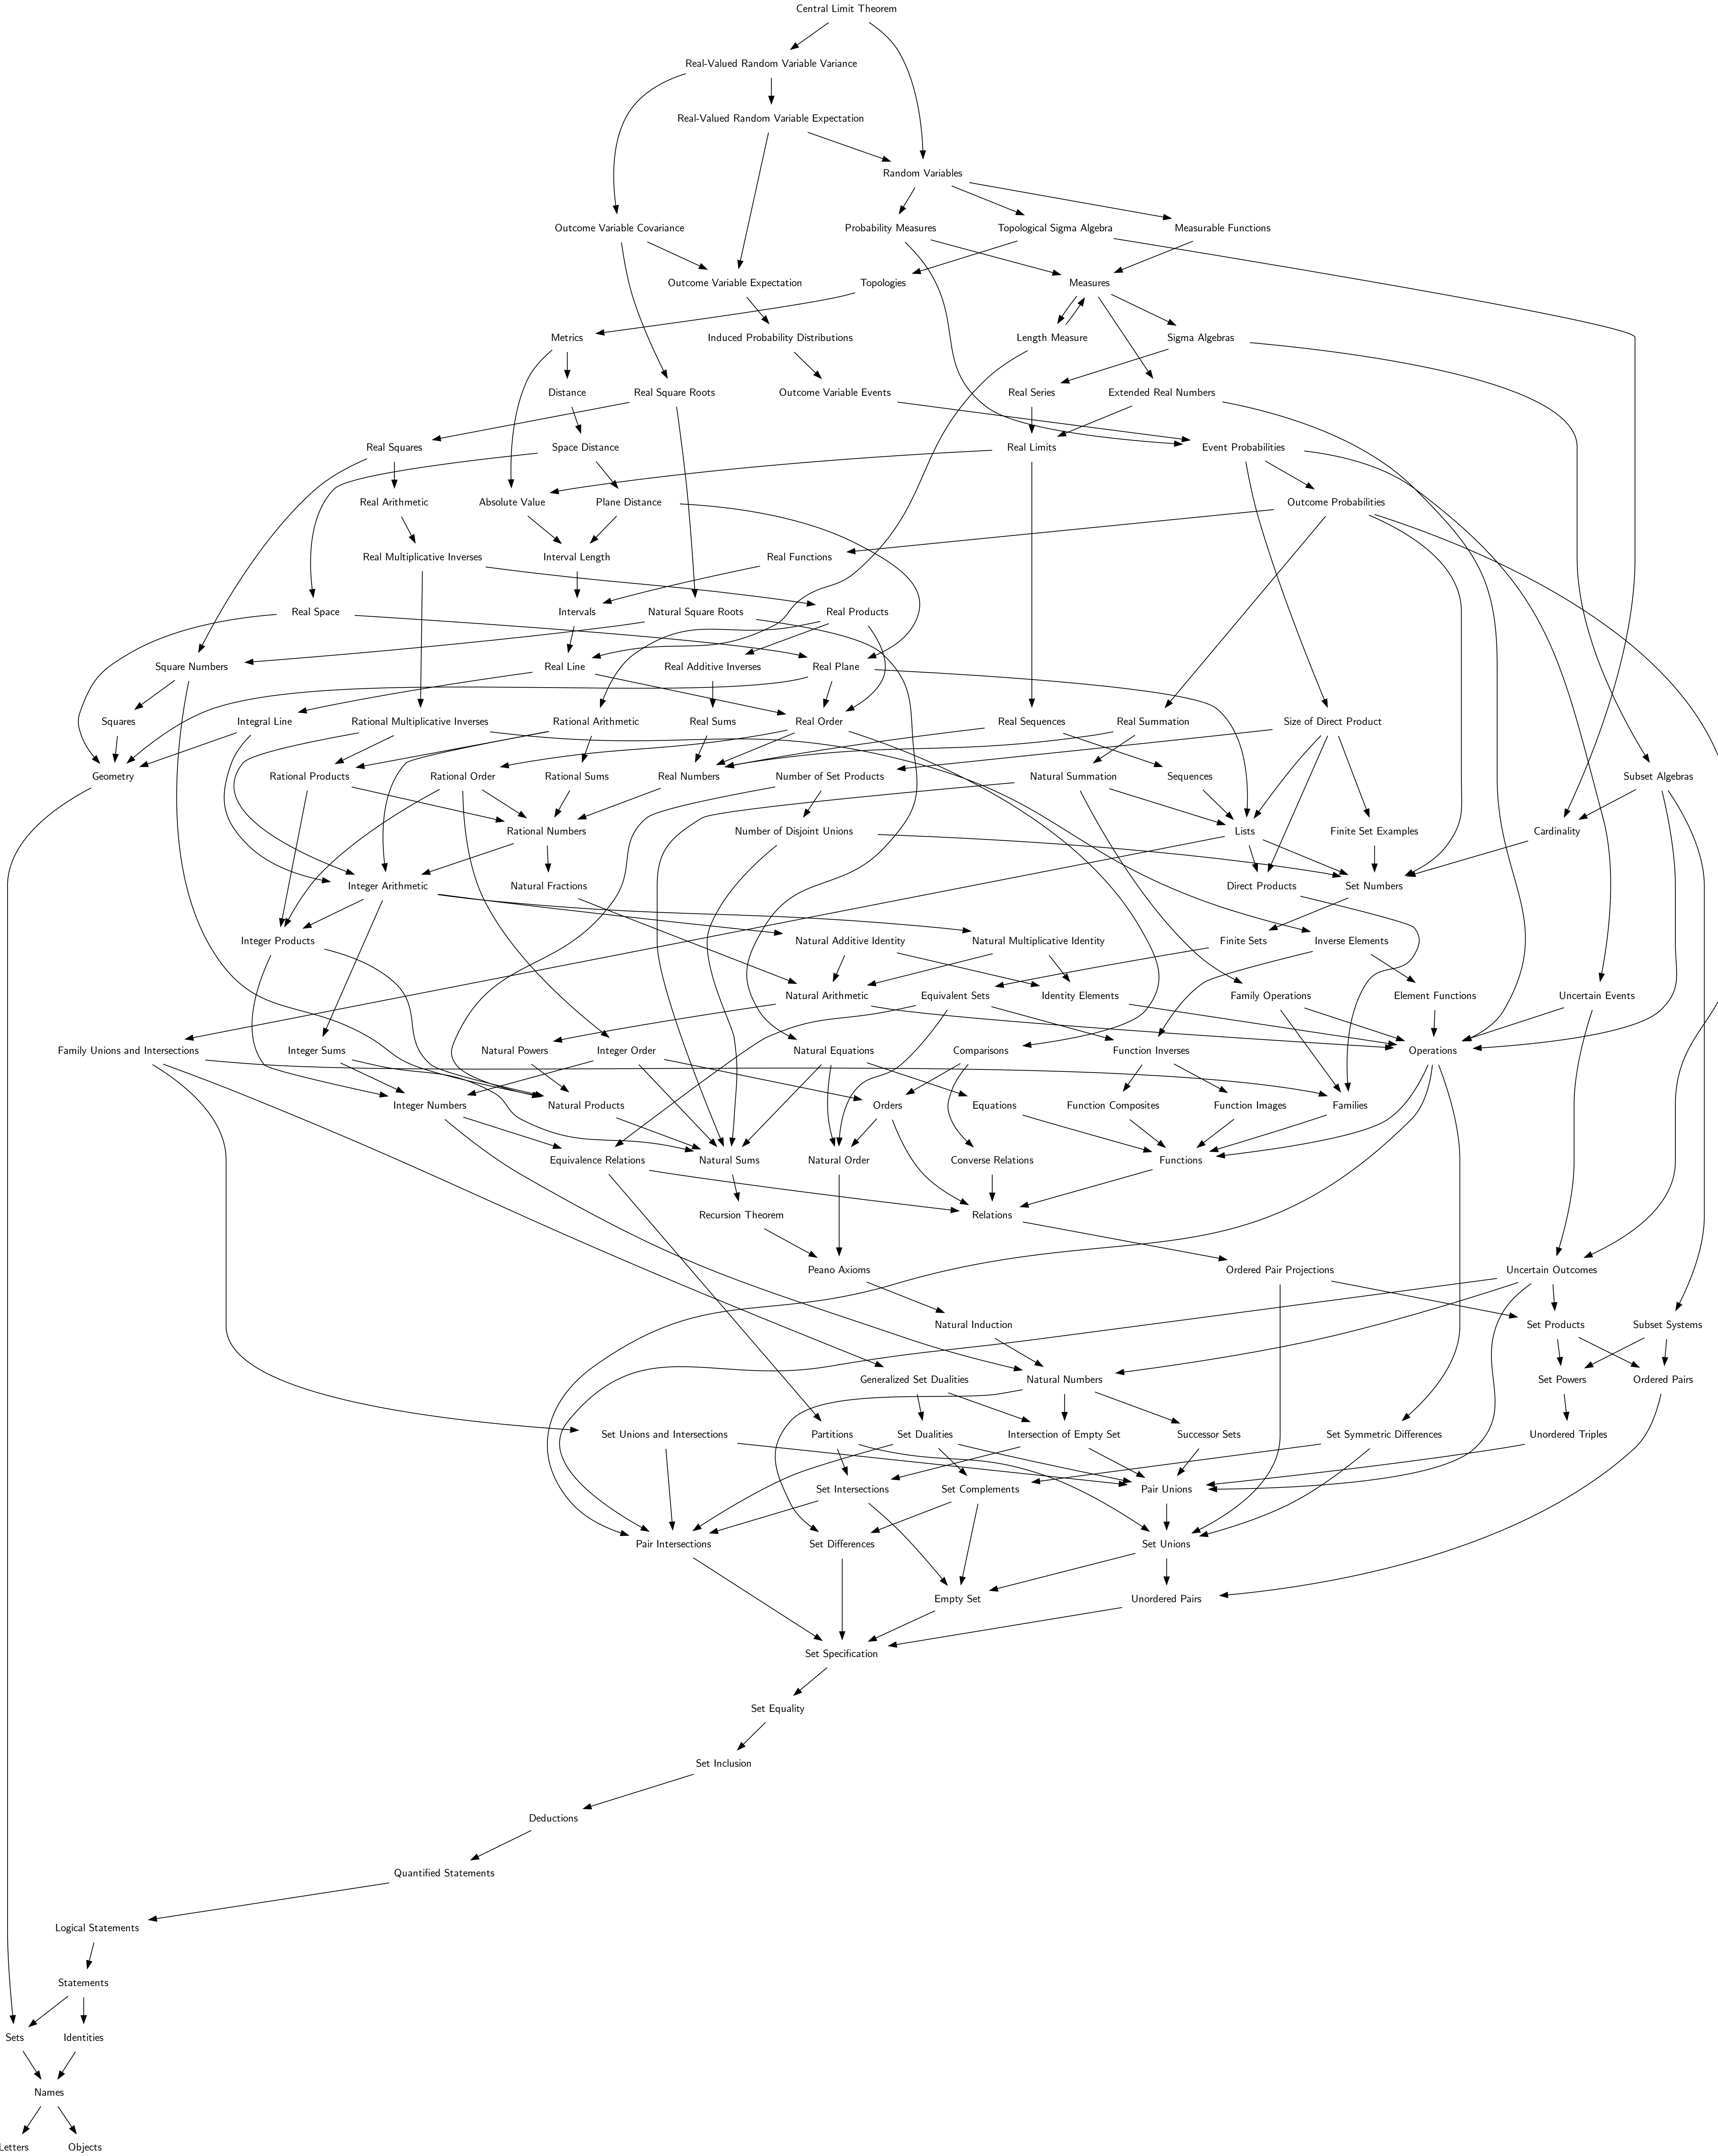 Central Limit Theorem
Real-Valued Random Variable Variance
Real-Valued Random Variable Expectation
Random Variables
Outcome Variable Covariance
Probability Measures
Topological Sigma Algebra
Measurable Functions
Outcome Variable Expectation
Topologies
Measures
Metrics
Induced Probability Distributions
Length Measure
Sigma Algebras
Distance
Real Square Roots
Outcome Variable Events
Real Series
Extended Real Numbers
Real Squares
Space Distance
Real Limits
Event Probabilities
Real Arithmetic
Absolute Value
Plane Distance
Outcome Probabilities
Real Multiplicative Inverses
Interval Length
Real Functions
Real Space
Intervals
Natural Square Roots
Real Products
Square Numbers
Real Line
Real Additive Inverses
Real Plane
Squares
Integral Line
Rational Multiplicative Inverses
Rational Arithmetic
Real Sums
Real Order
Real Sequences
Real Summation
Size of Direct Product
Geometry
Rational Products
Rational Order
Rational Sums
Real Numbers
Number of Set Products
Natural Summation
Sequences
Subset Algebras
Rational Numbers
Number of Disjoint Unions
Lists
Finite Set Examples
Cardinality
Integer Arithmetic
Natural Fractions
Direct Products
Set Numbers
Integer Products
Natural Additive Identity
Natural Multiplicative Identity
Finite Sets
Inverse Elements
Natural Arithmetic
Equivalent Sets
Identity Elements
Family Operations
Element Functions
Uncertain Events
Family Unions and Intersections
Integer Sums
Natural Powers
Integer Order
Natural Equations
Comparisons
Function Inverses
Operations
Integer Numbers
Natural Products
Orders
Equations
Function Composites
Function Images
Families
Equivalence Relations
Natural Sums
Natural Order
Converse Relations
Functions
Recursion Theorem
Relations
Peano Axioms
Ordered Pair Projections
Uncertain Outcomes
Natural Induction
Set Products
Subset Systems
Generalized Set Dualities
Natural Numbers
Set Powers
Ordered Pairs
Set Unions and Intersections
Partitions
Set Dualities
Intersection of Empty Set
Successor Sets
Set Symmetric Differences
Unordered Triples
Set Intersections
Set Complements
Pair Unions
Pair Intersections
Set Differences
Set Unions
Empty Set
Unordered Pairs
Set Specification
Set Equality
Set Inclusion
Deductions
Quantified Statements
Logical Statements
Statements
Sets
Identities
Names
Letters
Objects